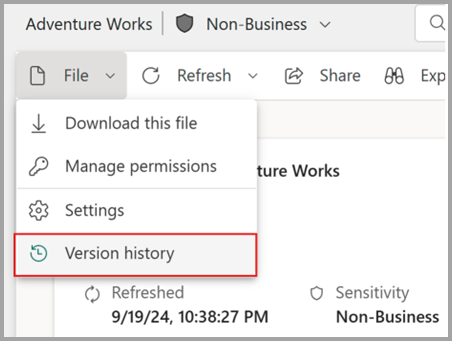 Adventure Works Non-Business
File Refresh Share Exp
Download this file
Manage permissions
ture Works
Settings
Version history
Refreshed Sensitivity
9/19/24, 10:38:27 PM Non-Business